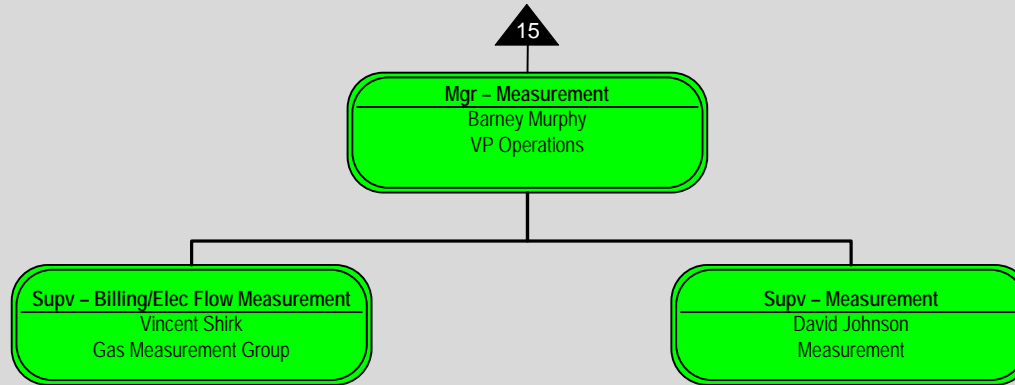 15
Mgr – Measurement
Barney Murphy
VP Operations
Supv – Billing/Elec Flow Measurement
Vincent Shirk
Gas Measurement Group
Supv – Measurement
David Johnson
Measurement